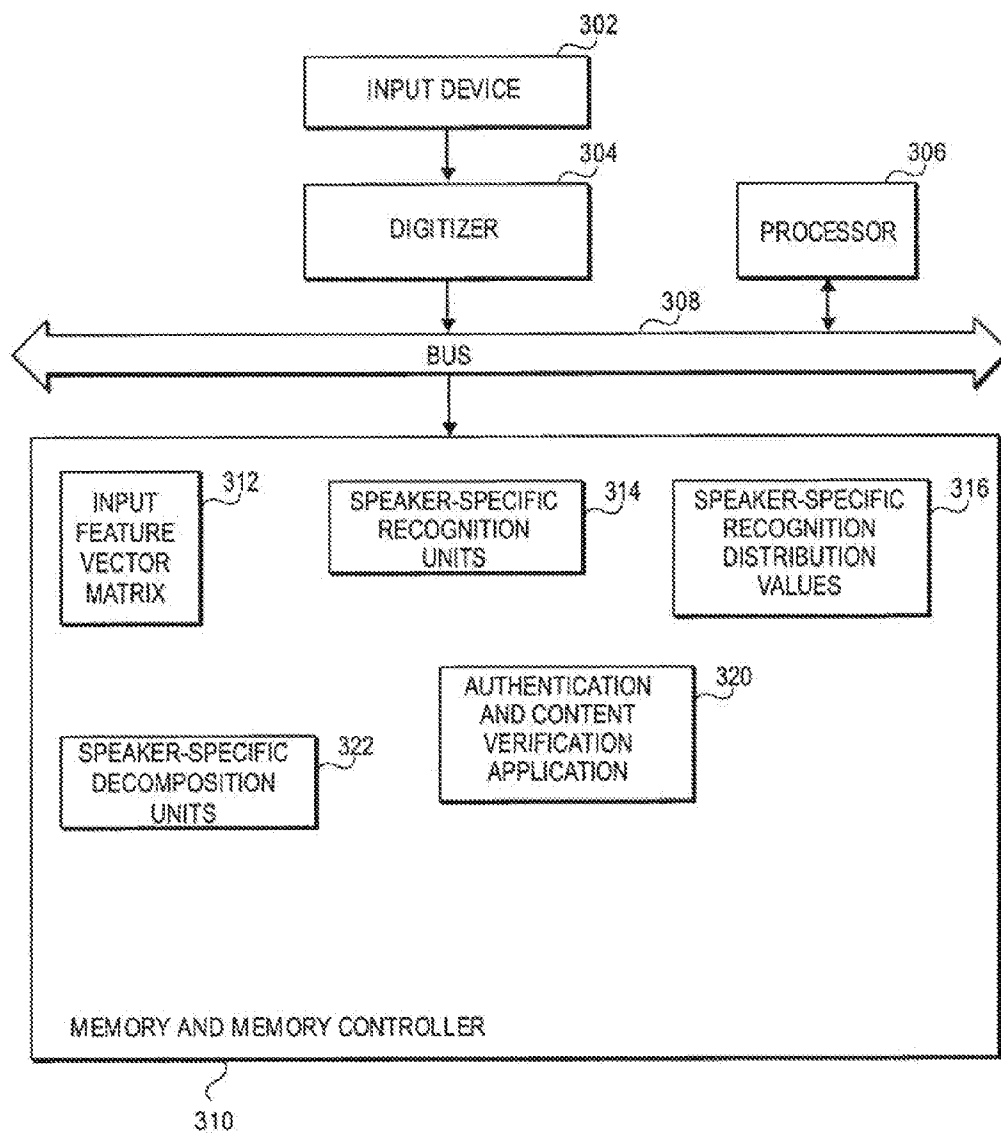 302
INPUT DEVICE
304
DIGITIZER
306
PROCESSOR
308
BUS
312
INPUT
FEATURE
VECTOR
MATRIX
314
SPEAKER-SPECIFIC
RECOGNITION
UNITS
316
SPEAKER-SPECIFIC
RECOGNITION
DISTRIBUTION
VALUES
320
AUTHENTICATION
AND CONTENT
VERIFICATION
APPLICATION
322
SPEAKER-SPECIFIC
DECOMPOSITION
UNITS
MEMORY AND MEMORY CONTROLLER
310